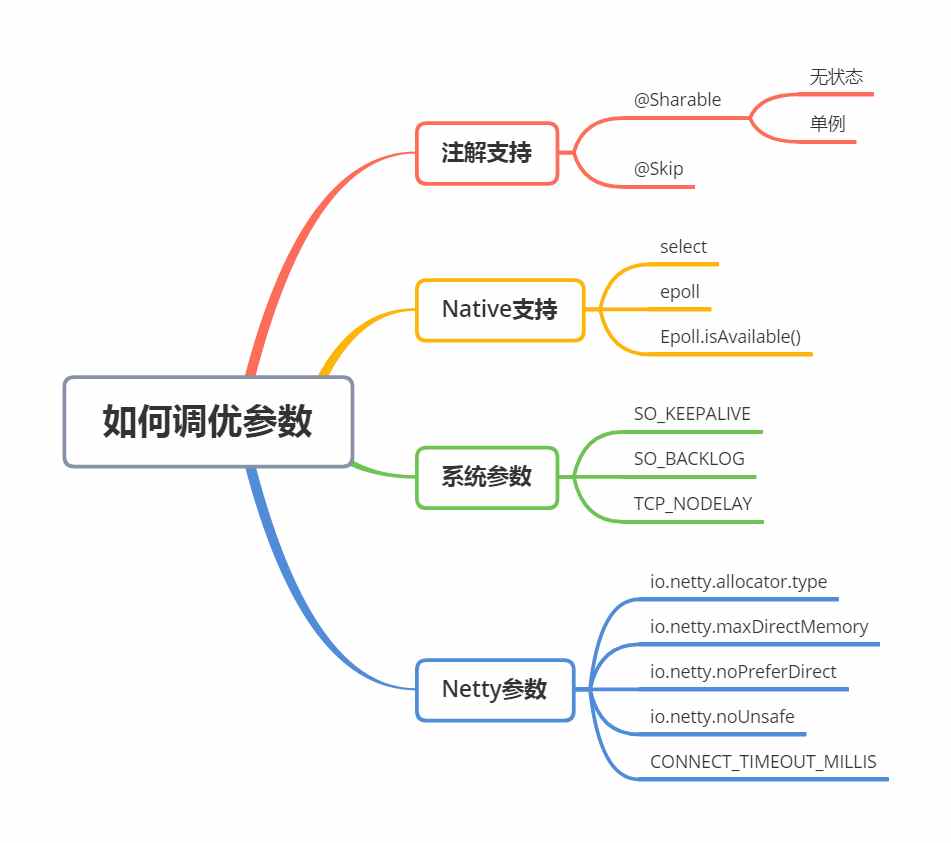 如何调优参数
注解支持
@Sharable
无状态
单例
@Skip
Native支持
select
epoll
Epoll.isAvailable()
系统参数
SO_KEEPALIVE
SO_BACKLOG
TCP_NODELAY
Netty参数
io.netty.allocator.type
io.netty.maxDirectMemory
io.netty.noPreferDirect
io.netty.noUnsafe
CONNECT_TIMEOUT_MILLIS